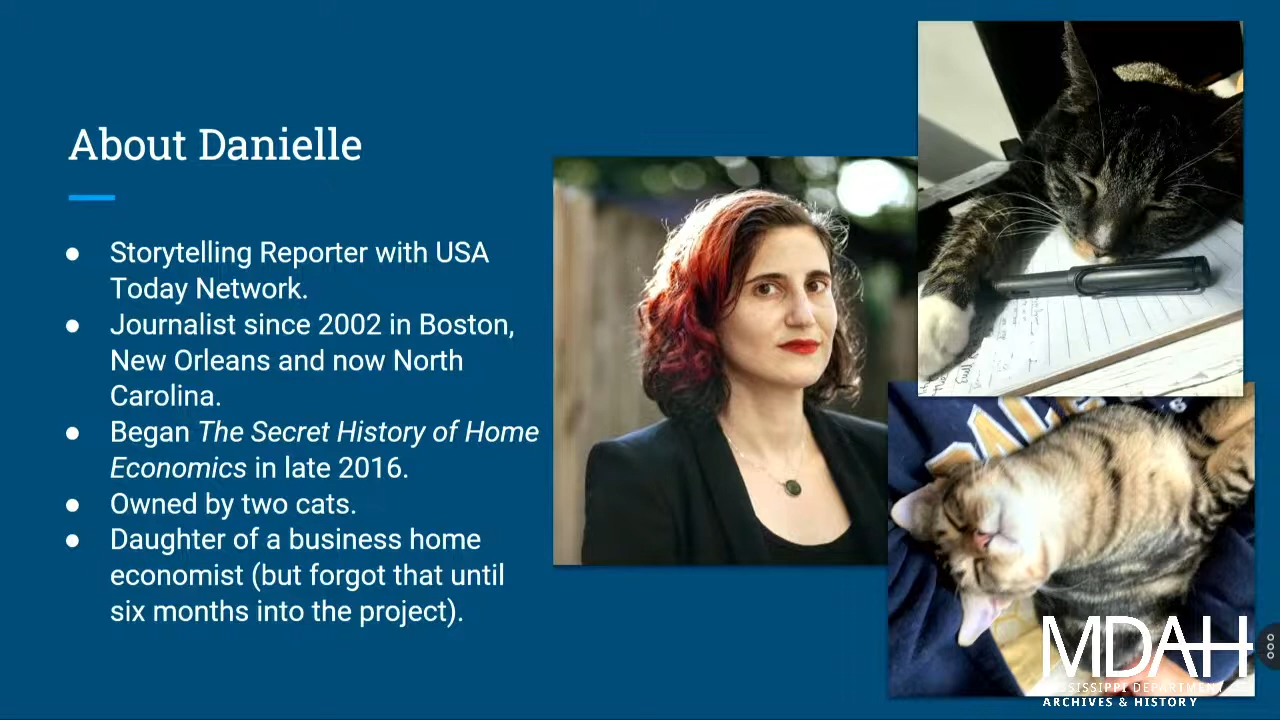 About Danielle
● Storytelling Reporter with USA
Today Network.
● Journalist since 2002 in Boston,
New Orleans and now North
Carolina.
● Began The Secret History of Home
Economics in late 2016.
● Owned by two cats.
● Daughter of a business home
economist (but forgot that until
six months into the project).
MDAH
MISSISSIPPI DEPARTMENT
ARCHIVES & HISTORY